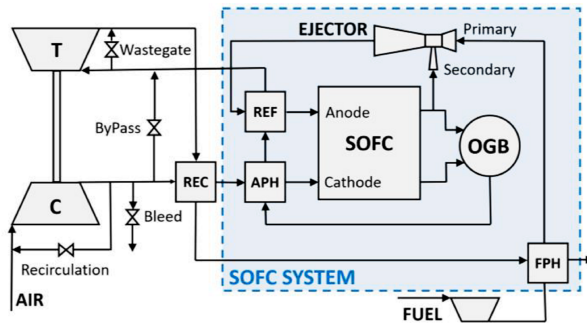 T
Wastegate
EJECTOR
Primary
Secondary
ByPass
REF
Anode
SOFC
OGB
C
REC
APH
Cathode
Bleed
Recirculation
SOFC SYSTEM
FPH
AIR
FUEL